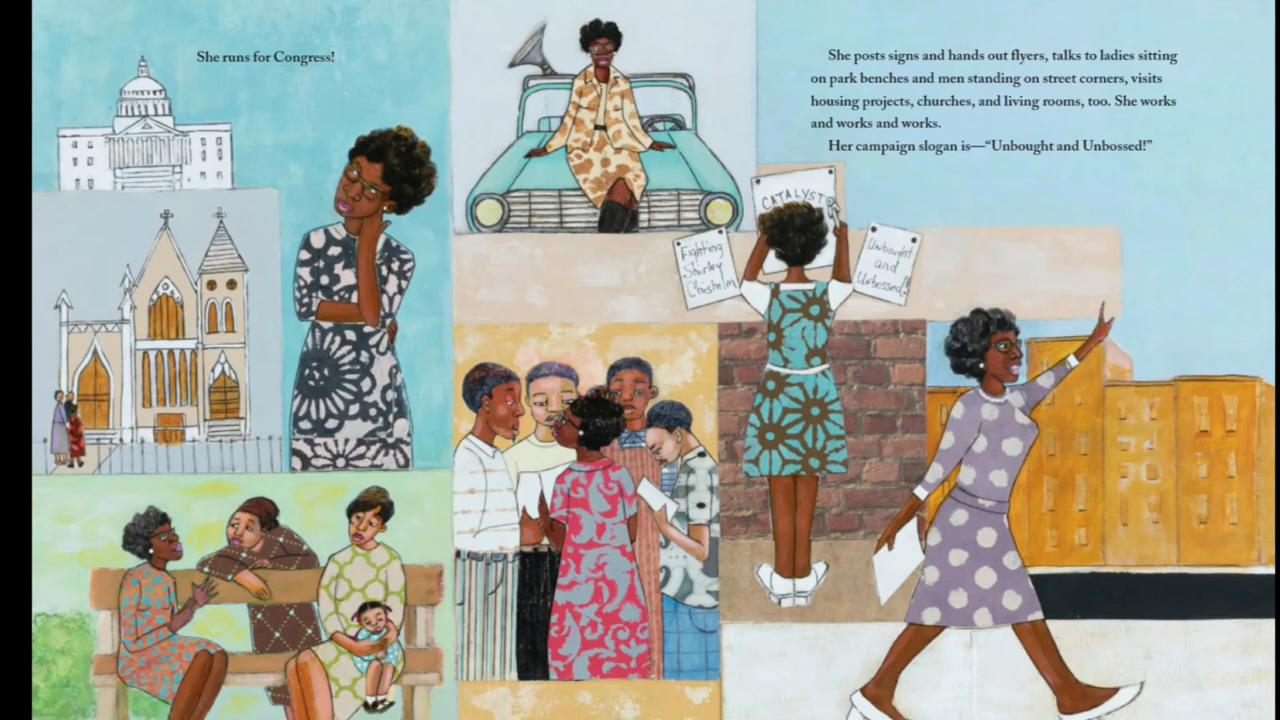 She runs for Congress!
She posts signs and hands out flyers, talks to ladies sitting
on park benches and men standing on street corners, visits
housing projects, churches, and living rooms, too. She works
and works and works.
Her campaign slogan is—“Unbought and Unbossed!”
CATALYST
Fighting
Shirley
Chisholm
Unbought
and
Unbossed!